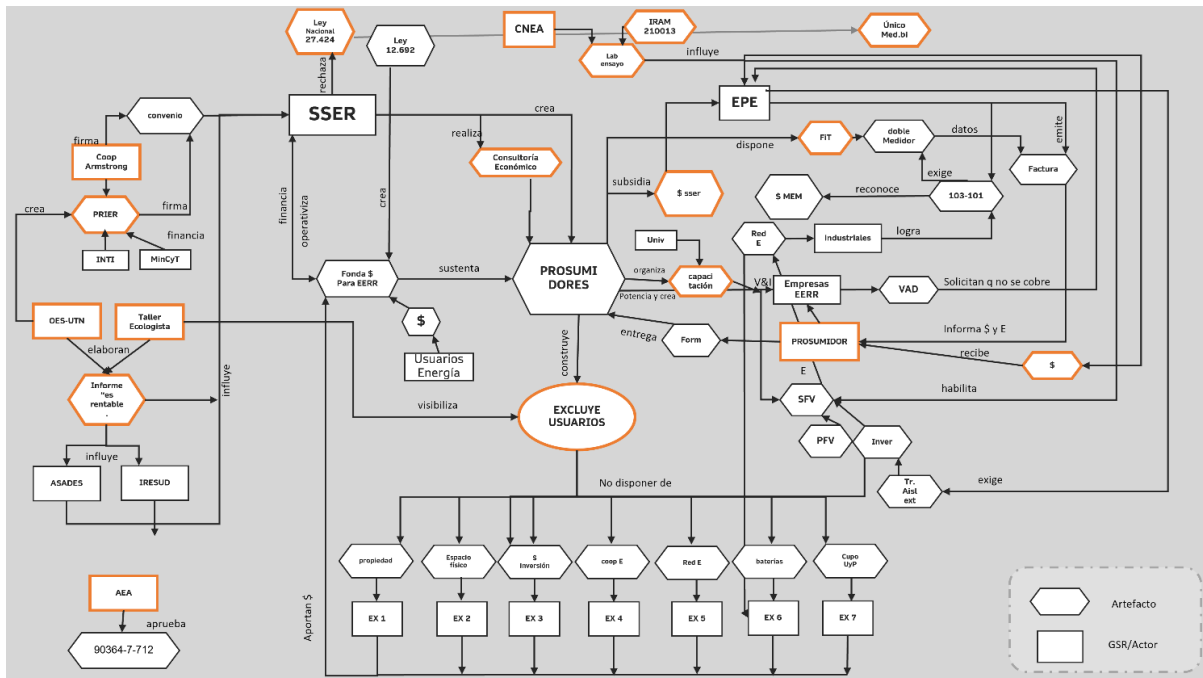 Ley
Nacional
27.424
Ley
12.692
CNEA
IRAM
210013
Único
Med.bi
Lab
ensayo
influye
rechaza
convenio
SSER
crea
EPE
firma
realiza
Coop
Armstrong
Consultoría
Económico
dispone
FiT
doble
Medidor
datos
emite
Factura
exige
subsidia
$ sser
$ MEM
reconoce
103-101
crea
PRIER
firma
financia
operativiza
crea
financia
INTI
MinCyT
Univ
Red
E
Industriales
logra
Fonda $
Para EERR
sustenta
PROSUMI
DORES
organiza
capaci
tación
V&I
Potencia y crea
Empresas
EERR
VAD
Solicitan q no se cobre
OES-UTN
Taller
Ecologista
$
entrega
Form
PROSUMIDOR
Informa $ y E
recibe
$
elaboran
Usuarios
Energía
construye
E
Informe
"es
rentable
.
influye
visibiliza
EXCLUYE
USUARIOS
SFV
habilita
PFV
Inver
influye
ASADES
IRESUD
No disponer de
Tr.
Aisl
ext
exige
propiedad
Espacio
físico
$
Inversión
coop E
Red E
baterías
Cupo
UyP
AEA
Aportan $
EX 1
EX 2
EX 3
EX 4
EX 5
EX 6
EX 7
aprueba
90364-7-712
Artefacto
GSR/Actor